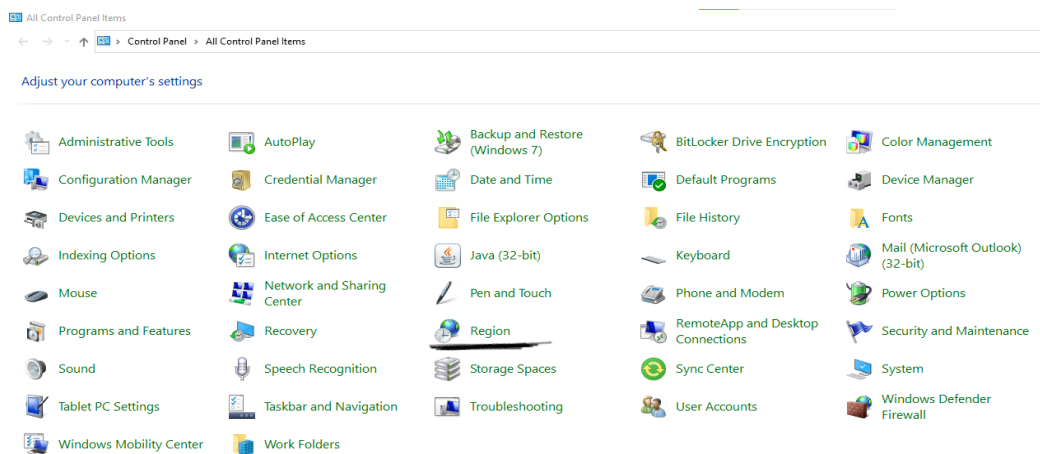 All Control Panel Items
Control Panel > All Control Panel Items
Adjust your computer's settings
Administrative Tools
AutoPlay
Backup and Restore
(Windows 7)
BitLocker Drive Encryption
Color Management
Configuration Manager
Credential Manager
Date and Time
Default Programs
Device Manager
Devices and Printers
Ease of Access Center
File Explorer Options
File History
Fonts
Indexing Options
Internet Options
Java (32-bit)
Keyboard
Mail (Microsoft Outlook)
(32-bit)
Mouse
Network and Sharing
Center
Pen and Touch
Phone and Modem
Power Options
Programs and Features
Recovery
Region
RemoteApp and Desktop
Connections
Security and Maintenance
Sound
Speech Recognition
Storage Spaces
Sync Center
System
Tablet PC Settings
Taskbar and Navigation
Troubleshooting
User Accounts
Windows Defender
Firewall
Windows Mobility Center
Work Folders